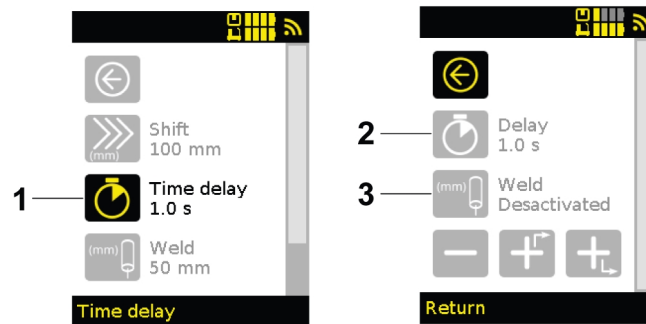 Shift
(mm)
100 mm
1
Time delay
1.0 s
(mm)
Weld
50 mm
Time delay
2
Delay
1.0 s
3
(mm)
Weld
Desactivated
Return